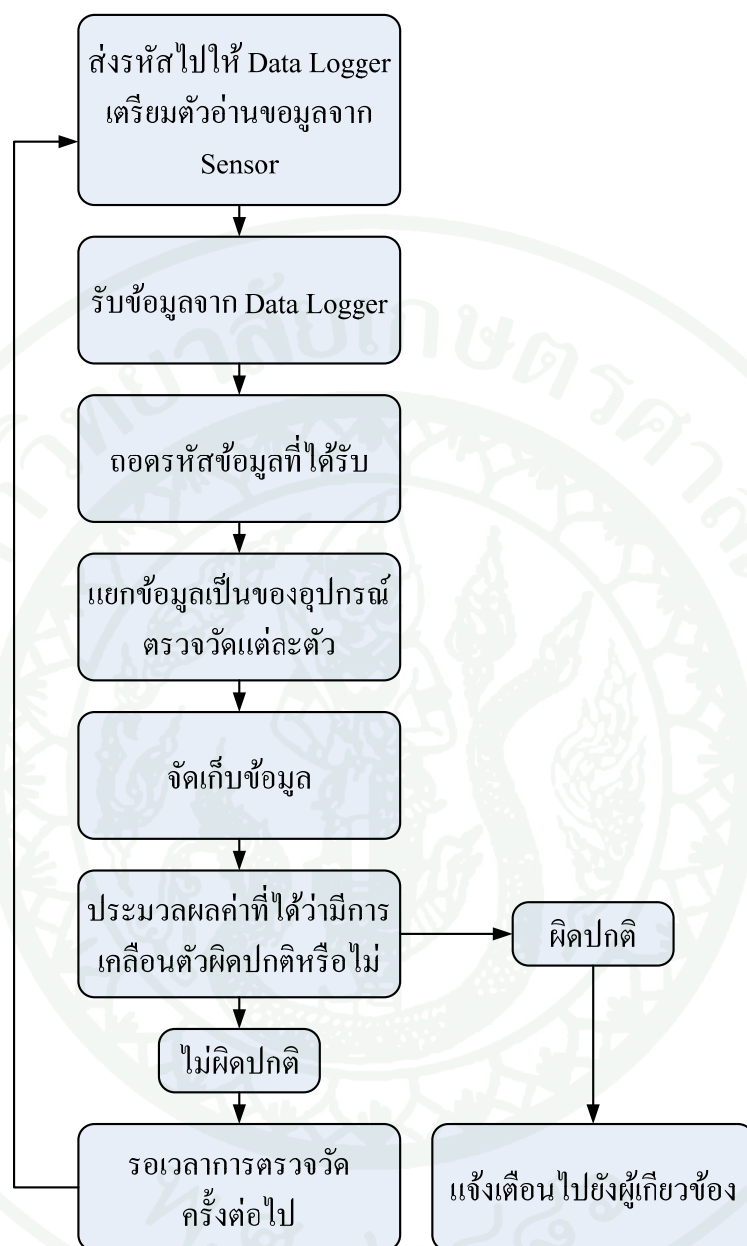 ส่งรหัสไปให้ Data Logger
เตรียมตัวอ่านขอมูลจาก
Sensor
รับข้อมูลจาก Data Logger
ถอดรหัสข้อมูลที่ได้รับ
แยกข้อมูลเป็นของอุปกรณ์
ตรวจวัดแต่ละตัว
จัดเก็บข้อมูล
ประมวลผลค่าที่ได้ว่ามีการ
เคลือนตัวผิดปกติหรือไม่
ผิดปกติ
ไม่ผิดปกติ
รอเวลาการตรวจวัด
ครั้งต่อไป
แจ้งเตือนไปยังผู้เกียวข้อง